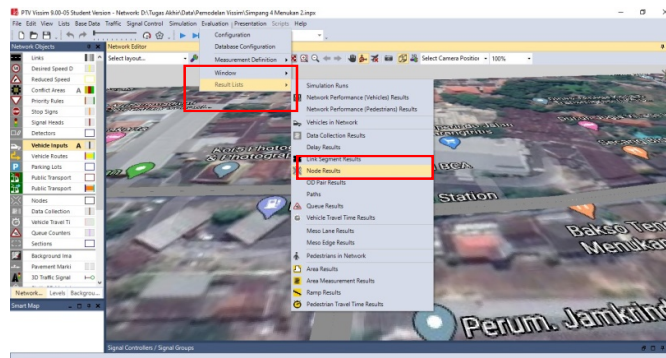 PTV Vissim 9.00-05 Student Version - Network: D:\Tugas Akhir\Data\Pemodelan Vissim\Simpang 4 Menukan 2.inpx
File Edit View Lists Base Data Traffic Signal Control Simulation Evaluation Presentation Scripts Help
Configuration
Database Configuration
Measurement Definition
Window
Result Lists
Network Objects
Network Editor
Select layout...
Select Camera Position
100%
Links
Desired Speed D
Reduced Speed
Conflict Areas A
Priority Rules
Stop Signs
Signal Heads
Detectors
Vehicle Inputs A
Vehicle Routes
Parking Lots
Public Transport
Public Transport
Nodes
Data Collection
Vehicle Travel Ti
Queue Counters
Sections
Background Ima
Pavement Marki
3D Traffic Signal
Network... Levels Backgrou...
Smart Map
Simulation Runs
Network Performance (Vehicles) Results
Network Performance (Pedestrians) Results
Vehicles in Network
Data Collection Results
Delay Results
Link Segment Results
Node Results
OD Pair Results
Paths
Queue Results
Vehicle Travel Time Results
Meso Lane Results
Meso Edge Results
Pedestrians in Network
Area Results
Area Measurement Results
Ramp Results
Pedestrian Travel Time Results
BCA
Station
Bakso
Menukan
Perum. Jamkrindo
Signal Controllers / Signal Groups